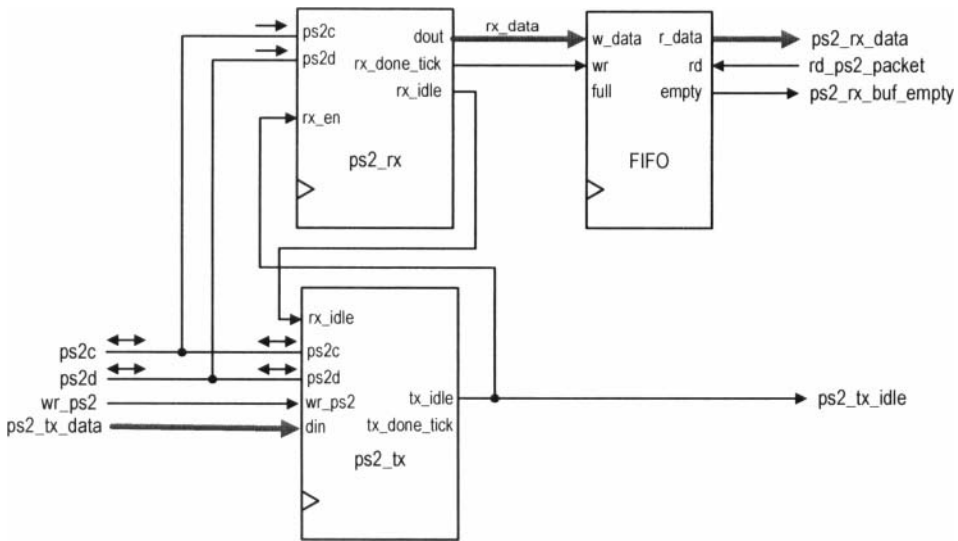 ps2c
ps2d
rx_en
dout
rx_done_tick
rx_idle
ps2_rx
rx_data
w_data
wr
full
r_data
rd
empty
FIFO
ps2_rx_data
rd_ps2_packet
ps2_rx_buf_empty
ps2c
ps2d
wr_ps2
ps2_tx_data
rx_idle
ps2c
ps2d
wr_ps2
din
tx_idle
tx_done_tick
ps2_tx
ps2_tx_idle